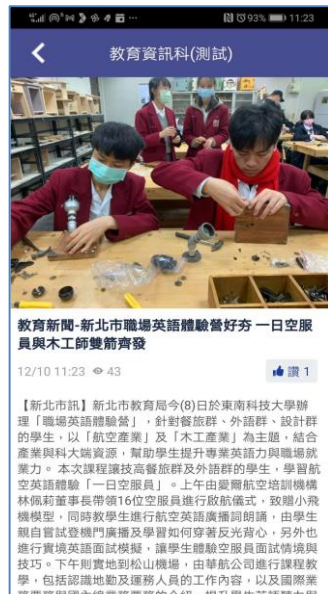 93% 11:23
教育資訊科(測試)
教育新聞-新北市職場英語體驗營好夯 一日空服
員與木工師雙箭齊發
12/10 11:23 43
讚 1
【新北市訊】新北市教育局今(8)日於東南科技大學辦
理「職場英語體驗營」，針對餐旅群、外語群、設計群
的學生，以「航空產業」及「木工產業」為主題，結合
產業與科大端資源，幫助學生提升專業英語力與職場就
業力。 本次課程讓技高餐旅群及外語群的學生，學習航
空英語體驗「一日空服員」。上午由愛爾航空培訓機構
林佩莉董事長帶領16位空服員進行啟航儀式，致贈小飛
機模型，同時教學生進行航空英語廣播詞朗誦，由學生
親自嘗試登機門廣播及學習如何穿著反光背心，另外也
進行實境英語面試模擬，讓學生體驗空服員面試情境與
技巧。下午則實地到松山機場，由華航公司進行課程教
學，包括認識地勤及運務人員的工作內容，以及國際業